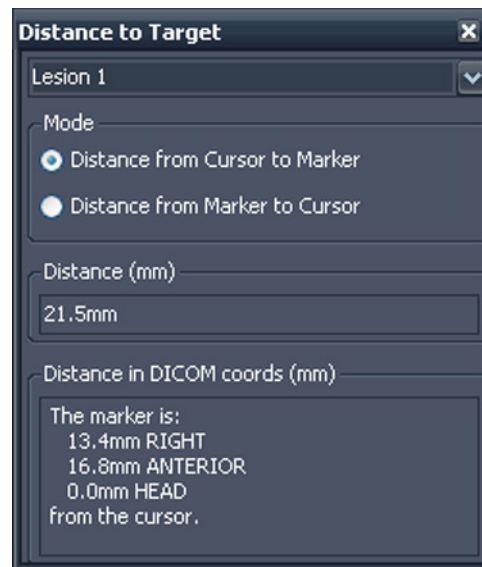 Distance to Target
Lesion 1
Mode
Distance from Cursor to Marker
Distance from Marker to Cursor
Distance (mm)
21.5mm
Distance in DICOM coords (mm)
The marker is:
13.4mm RIGHT
16.8mm ANTERIOR
0.0mm HEAD
from the cursor.